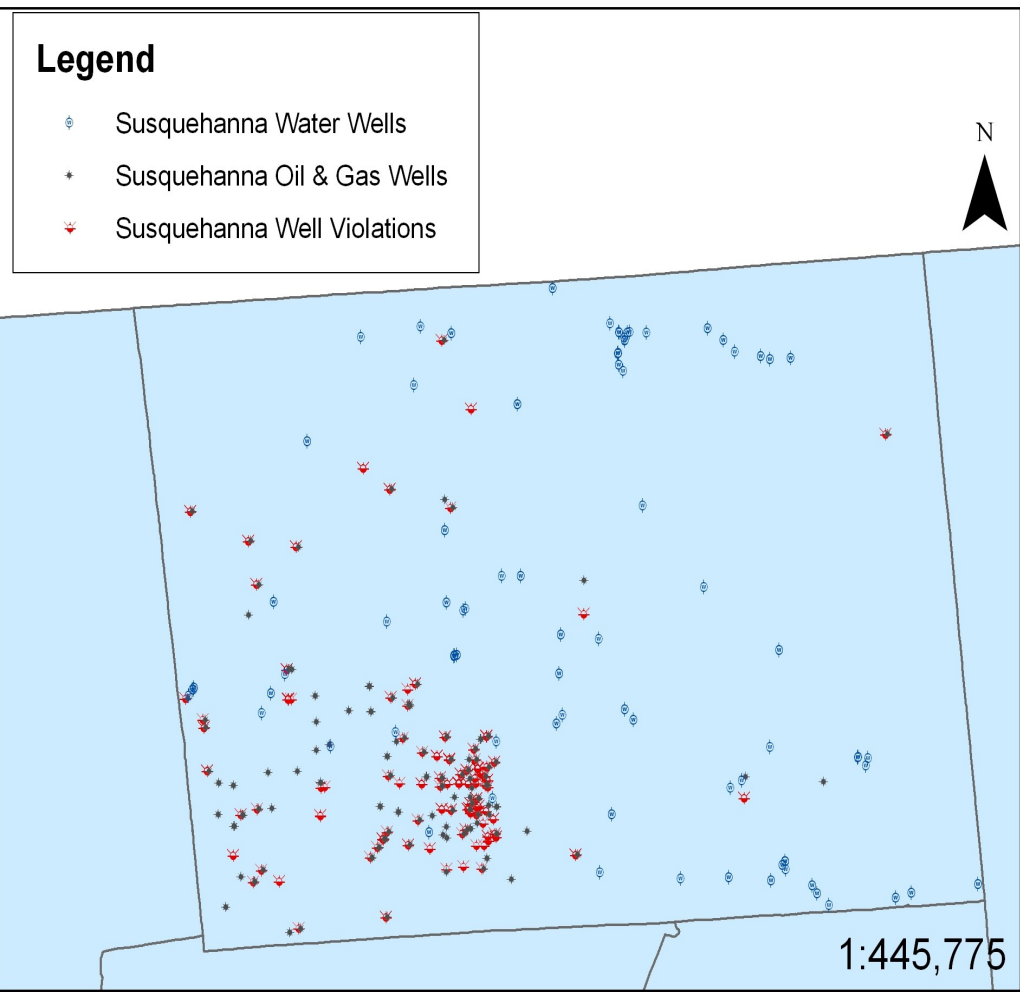 Legend
Susquehanna Water Wells
Susquehanna Oil & Gas Wells
Susquehanna Well Violations
N
1:445,775